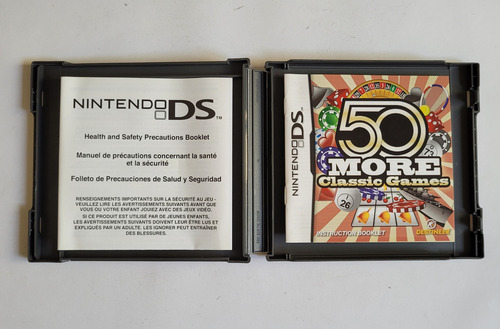 NINTENDO DS™
Health and Safety Precautions Booklet
Manuel de précautions concernant la santé
et la sécurité
Folleto de Precauciones de Salud y Seguridad
RENSEIGNEMENTS IMPORTANTS SUR LA SÉCURITÉ AU JEU -
VEUILLEZ LIRE LES AVERTISSEMENTS SUIVANTS AVANT QUE
VOUS OU VOTRE ENFANT JOUIEZ AVEC DES JEUX VIDÉO.
SI CE PRODUIT EST UTILISÉ PAR DE JEUNES ENFANTS,
LES AVERTISSEMENTS SUIVANTS DOIVENT LEUR ÊTRE LUS ET
EXPLIQUÉS PAR UN ADULTE. LES IGNORER PEUT ENTRAÎNER
DES BLESSURES.
NINTENDO DS
50
MORE
Classic Games
26
INSTRUCTION BOOKLET
DESTINEER